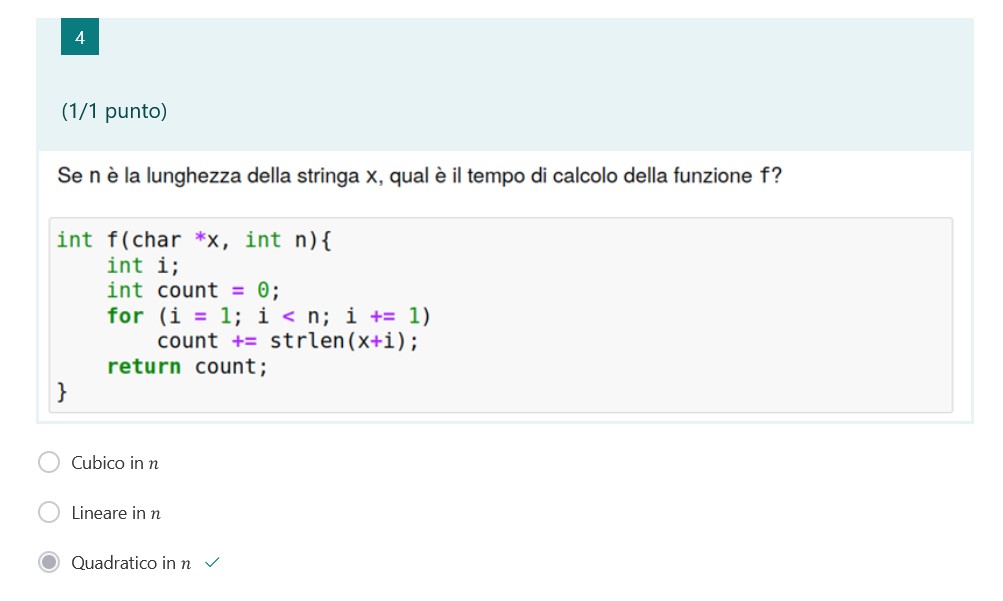 4
(1/1 punto)
Se n è la lunghezza della stringa x, qual è il tempo di calcolo della funzione f?
int f(char *x, int n){
    int i;
    int count = 0;
    for (i = 1; i < n; i += 1)
        count += strlen(x+i);
    return count;
}
Cubico in n
Lineare in n
Quadratico in n